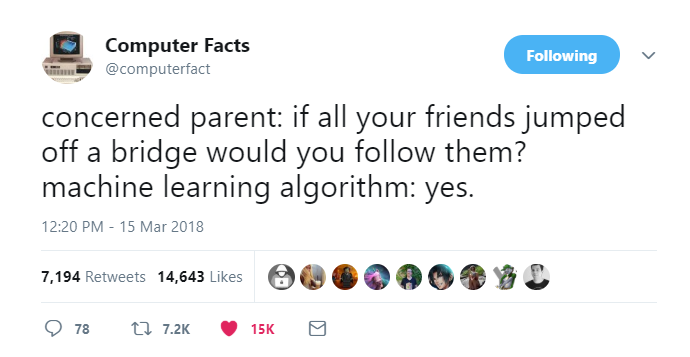 Computer Facts
@computerfact
Following
concerned parent: if all your friends jumped
off a bridge would you follow them?
machine learning algorithm: yes.
12:20 PM - 15 Mar 2018
7,194 Retweets 14,643 Likes
78 7.2K 15K